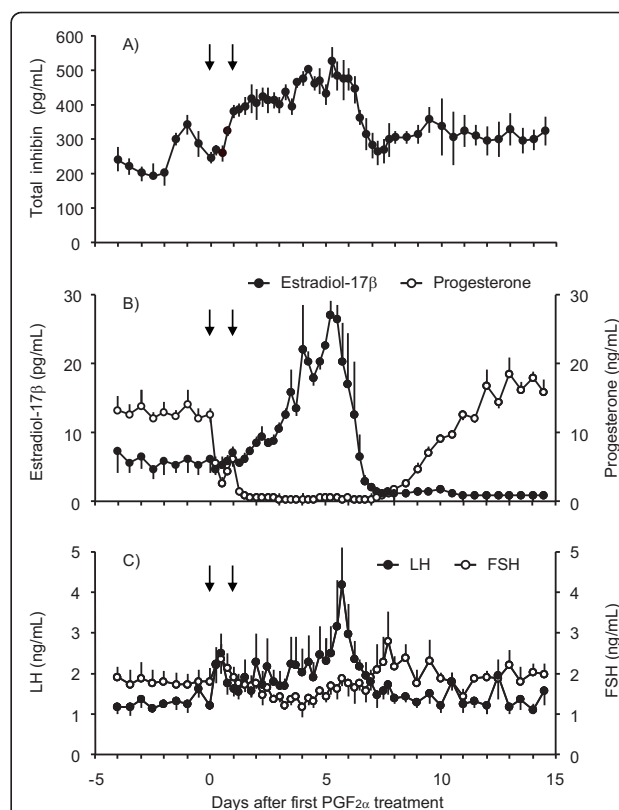 A)
Total inhibin (pg/mL)
600
500
400
300
200
100
0
Estradiol-17β Progesterone
B)
Estradiol-17β (pg/mL)
30
20
10
0
Progesterone (ng/mL)
30
20
10
0
LH FSH
C)
LH (ng/mL)
5
4
3
2
1
0
FSH (ng/mL)
5
4
3
2
1
0
-5 0 5 10 15
Days after first PGF2α treatment